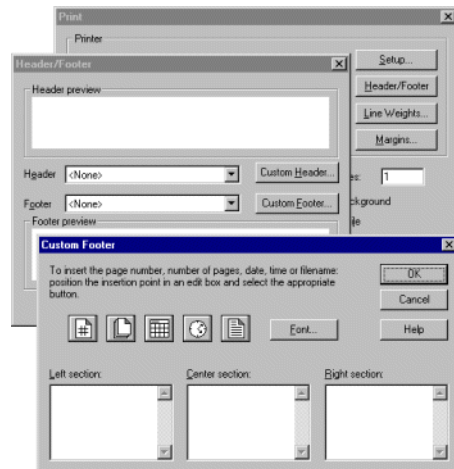 Print
Printer
Setup...
Header/Footer
Header/Footer
Header preview
Line Weights...
Margins...
Header <None> Custom Header... es: 1
Footer <None> Custom Footer... ckground
Footer preview
Custom Footer
To insert the page number, number of pages, date, time or filename:
position the insertion point in an edit box and select the appropriate
button.
OK
Cancel
# Font... Help
Left section: Center section: Right section: